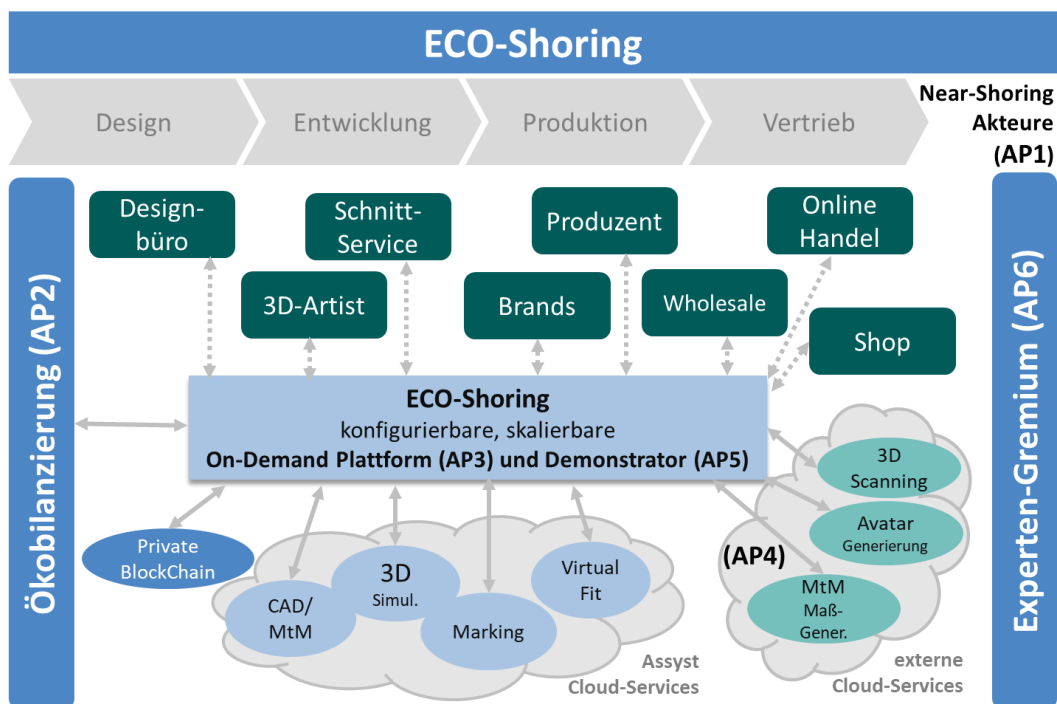 ECO-Shoring
Design
Entwicklung
Produktion
Vertrieb
Near-Shoring
Akteure
(AP1)
Ökobilanzierung (AP2)
Design-
büro
Schnitt-
Service
Produzent
Online
Handel
3D-Artist
Brands
Wholesale
Shop
ECO-Shoring
konfigurierbare, skalierbare
On-Demand Plattform (AP3) und Demonstrator (AP5)
Private
BlockChain
CAD/
MtM
3D
Simul.
Marking
Virtual
Fit
Assyst
Cloud-Services
(AP4)
3D
Scanning
Avatar
Generierung
MtM
Maß-
Gener.
externe
Cloud-Services
Experten-Gremium (AP6)